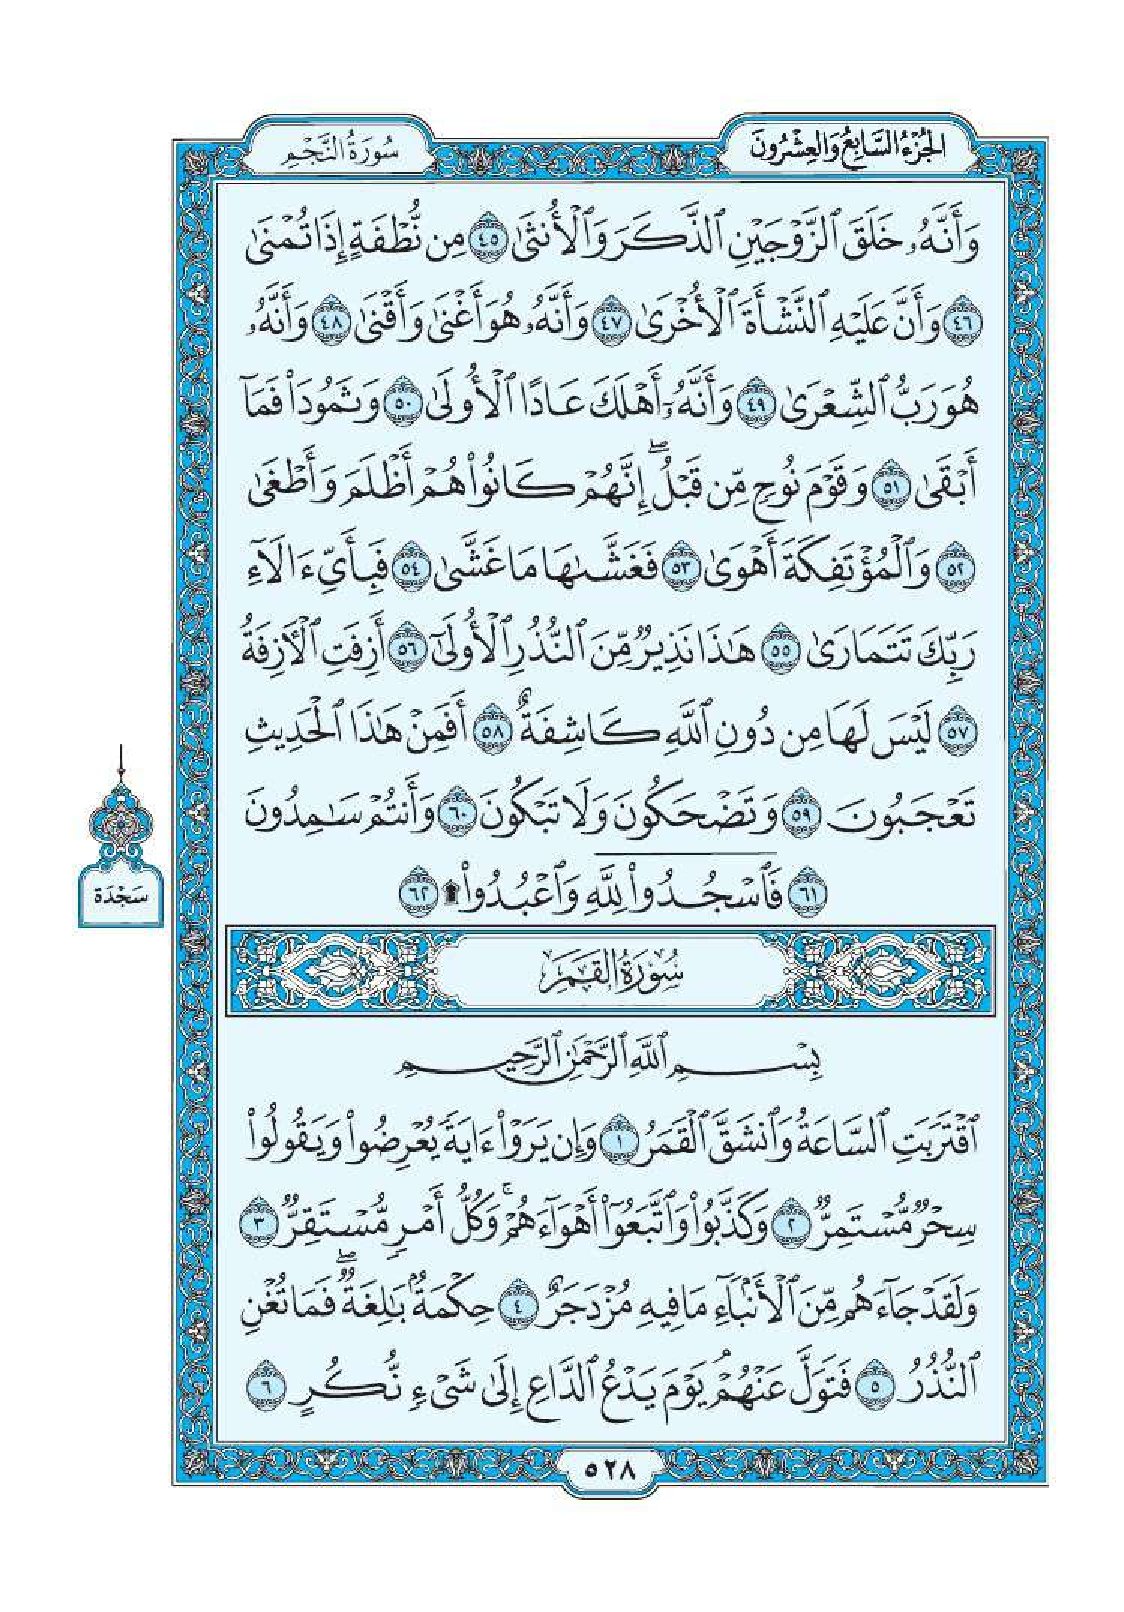 الجُزْءُ السَّابِعُ وَالعِشْرُونَ
سُورَةُ النَّجْمِ
وَأَنَّهُۥ خَلَقَ ٱلزَّوْجَيْنِ ٱلذَّكَرَ وَٱلْأُنثَىٰ ٤٥ مِن نُّطْفَةٍ إِذَا تُمْنَىٰ
٤٦ وَأَنَّ عَلَيْهِ ٱلنَّشْأَةَ ٱلْأُخْرَىٰ ٤٧ وَأَنَّهُۥ هُوَ أَغْنَىٰ وَأَقْنَىٰ ٤٨ وَأَنَّهُۥ
هُوَ رَبُّ ٱلشِّعْرَىٰ ٤٩ وَأَنَّهُۥٓ أَهْلَكَ عَادًا ٱلْأُولَىٰ ٥٠ وَثَمُودَا۟ فَمَآ
أَبْقَىٰ ٥١ وَقَوْمَ نُوحٍ مِّن قَبْلُ ۖ إِنَّهُمْ كَانُوا۟ هُمْ أَظْلَمَ وَأَطْغَىٰ
٥٢ وَٱلْمُؤْتَفِكَةَ أَهْوَىٰ ٥٣ فَغَشَّىٰهَا مَا غَشَّىٰ ٥٤ فَبِأَىِّ ءَالَآءِ
رَبِّكَ تَتَمَارَىٰ ٥٥ هَٰذَا نَذِيرٌ مِّنَ ٱلنُّذُرِ ٱلْأُولَىٰٓ ٥٦ أَزِفَتِ ٱلْءَازِفَةُ
٥٧ لَيْسَ لَهَا مِن دُونِ ٱللَّهِ كَاشِفَةٌ ٥٨ أَفَمِنْ هَٰذَا ٱلْحَدِيثِ
تَعْجَبُونَ ٥٩ وَتَضْحَكُونَ وَلَا تَبْكُونَ ٦٠ وَأَنتُمْ سَٰمِدُونَ
٦١ فَٱسْجُدُوا۟ لِلَّهِ وَٱعْبُدُوا۟ ۩ ٦٢
سَجْدَة
سُورَةُ القَمَرِ
بِسْمِ ٱللَّهِ ٱلرَّحْمَٰنِ ٱلرَّحِيمِ
ٱقْتَرَبَتِ ٱلسَّاعَةُ وَٱنشَقَّ ٱلْقَمَرُ ١ وَإِن يَرَوْا۟ ءَايَةً يُعْرِضُوا۟ وَيَقُولُوا۟
سِحْرٌ مُّسْتَمِرٌّ ٢ وَكَذَّبُوا۟ وَٱتَّبَعُوٓا۟ أَهْوَآءَهُمْ ۚ وَكُلُّ أَمْرٍ مُّسْتَقِرٌّ ٣
وَلَقَدْ جَآءَهُم مِّنَ ٱلْأَنۢبَآءِ مَا فِيهِ مُزْدَجَرٌ ٤ حِكْمَةٌۢ بَٰلِغَةٌ ۖ فَمَا تُغْنِ
ٱلنُّذُرُ ٥ فَتَوَلَّ عَنْهُمْ ۘ يَوْمَ يَدْعُ ٱلدَّاعِ إِلَىٰ شَىْءٍ نُّكُرٍ ٦
٥٢٨